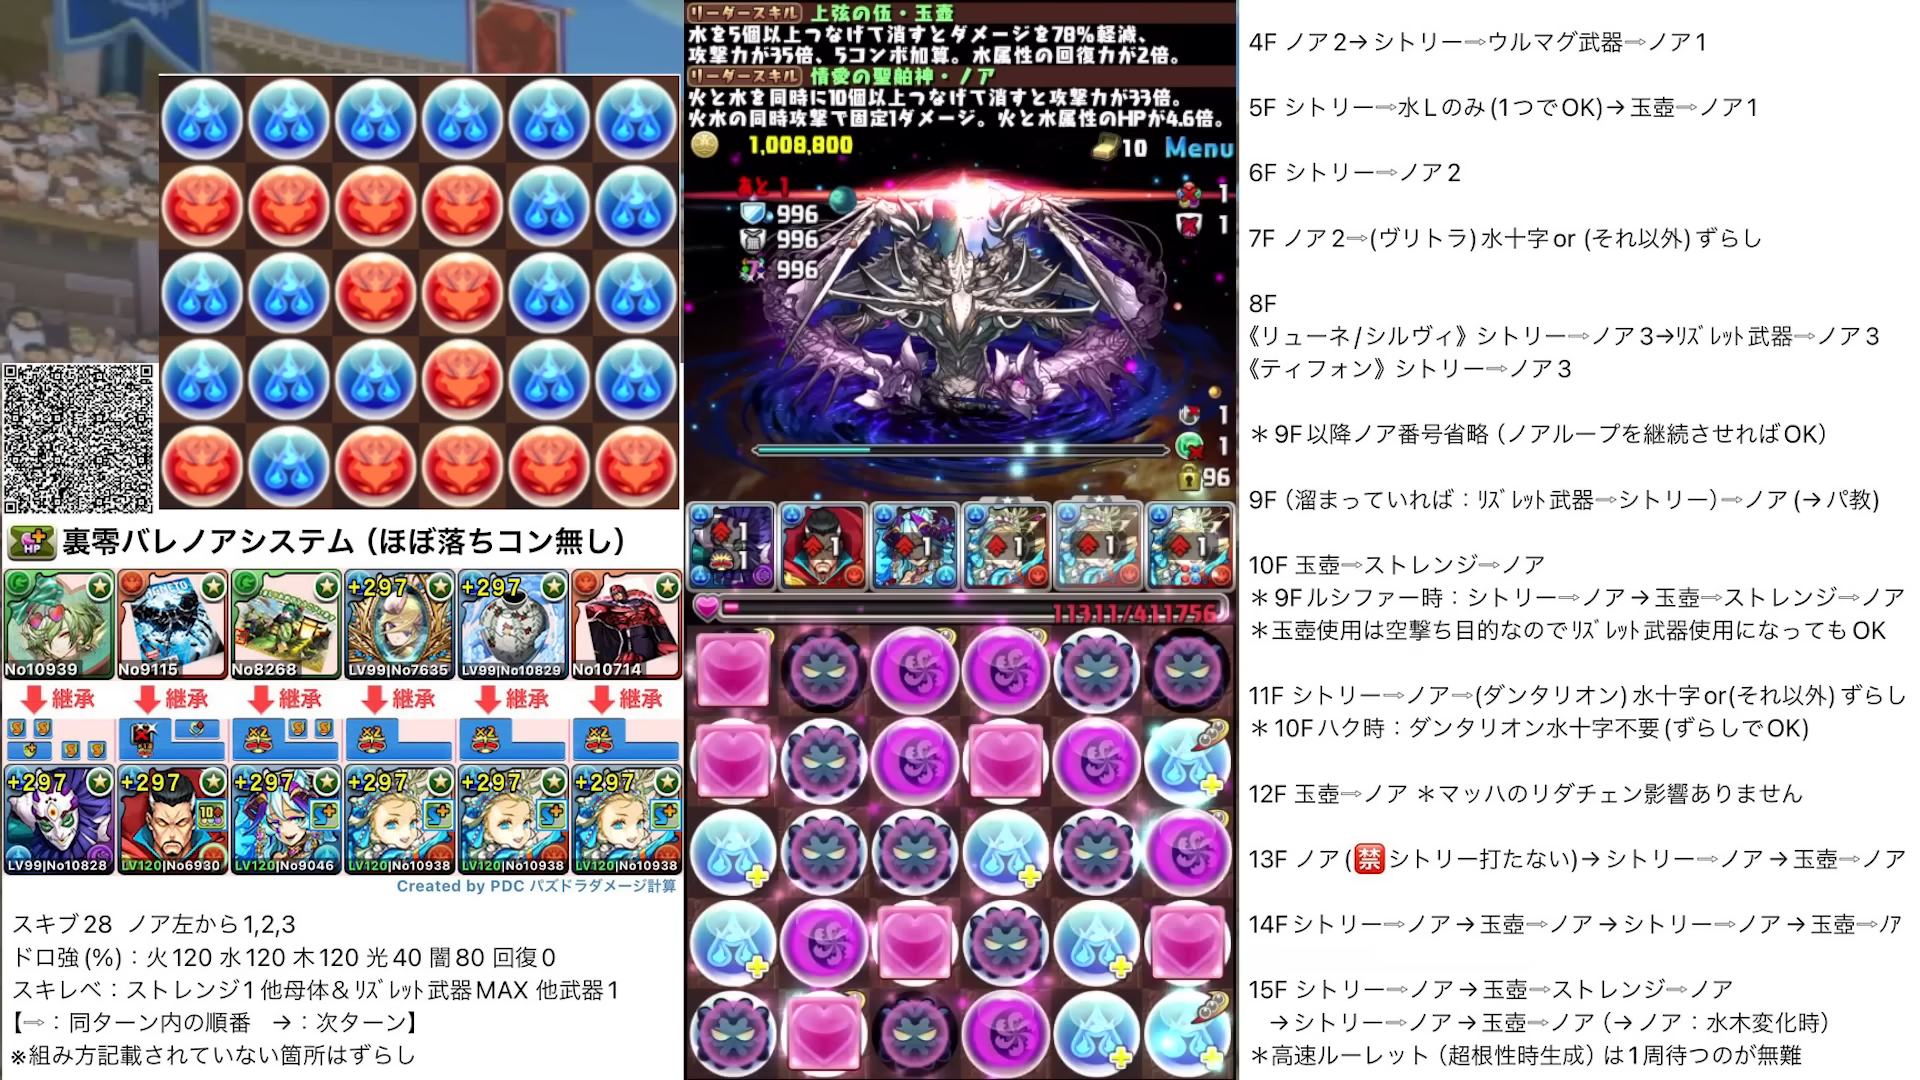 裏零バレノアシステム（ほぼ落ちコン無し）
HP
No10939
No9115
No8268
+297
LV99|No7635
+297
LV99|No10829
No10714
継承
継承
継承
継承
継承
継承
×2
×2
×2
×2
+297
LV99|No10828
+297
LV120|No6930
+297
LV120|No9046
+297
LV120|No10938
+297
LV120|No10938
+297
LV120|No10938
Created by PDC パズドラダメージ計算
スキブ28 ノア左から1,2,3
ドロ強(%)：火120 水120 木120 光40 闇80 回復0
スキレベ：ストレンジ1 他母体＆ﾘｽﾞﾚｯﾄ武器MAX 他武器1
【⇨：同ターン内の順番 →：次ターン】
※組み方記載されていない箇所はずらし
リーダースキル 上弦の伍・玉壺
水を5個以上つなげて消すとダメージを78%軽減、
攻撃力が35倍、5コンボ加算。水属性の回復力が2倍。
リーダースキル 情愛の聖舶神・ノア
火と水を同時に10個以上つなげて消すと攻撃力が33倍。
火水の同時攻撃で固定1ダメージ。火と水属性のHPが4.6倍。
1,008,800
10
Menu
あと 1
996
996
996
1
1
1
1
96
1
1
1
1
1
1
1
11311/411756
4F ノア2→シトリー⇨ウルマグ武器⇨ノア1
5F シトリー⇨水Lのみ(1つでOK)→玉壺⇨ノア1
6F シトリー⇨ノア2
7F ノア2⇨(ヴリトラ)水十字or (それ以外)ずらし
8F
《リューネ/シルヴィ》シトリー⇨ノア3→ﾘｽﾞﾚｯﾄ武器⇨ノア3
《ティフォン》シトリー⇨ノア3
＊9F以降ノア番号省略（ノアループを継続させればOK）
9F（溜まっていれば：ﾘｽﾞﾚｯﾄ武器⇨シトリー）⇨ノア(→パ教)
10F 玉壺⇨ストレンジ⇨ノア
＊9Fルシファー時：シトリー⇨ノア→玉壺⇨ストレンジ⇨ノア
＊玉壺使用は空撃ち目的なのでﾘｽﾞﾚｯﾄ武器使用になってもOK
11F シトリー⇨ノア⇨(ダンタリオン)水十字or(それ以外)ずらし
＊10Fハク時：ダンタリオン水十字不要(ずらしでOK)
12F 玉壺⇨ノア ＊マッハのリダチェン影響ありません
13F ノア(🈲シトリー打たない)→シトリー⇨ノア→玉壺⇨ノア
14Fシトリー⇨ノア→玉壺⇨ノア→シトリー⇨ノア→玉壺⇨ﾉｱ
15F シトリー⇨ノア→玉壺⇨ストレンジ⇨ノア
→シトリー⇨ノア→玉壺⇨ノア（→ノア：水木変化時）
＊高速ルーレット（超根性時生成）は1周待つのが無難